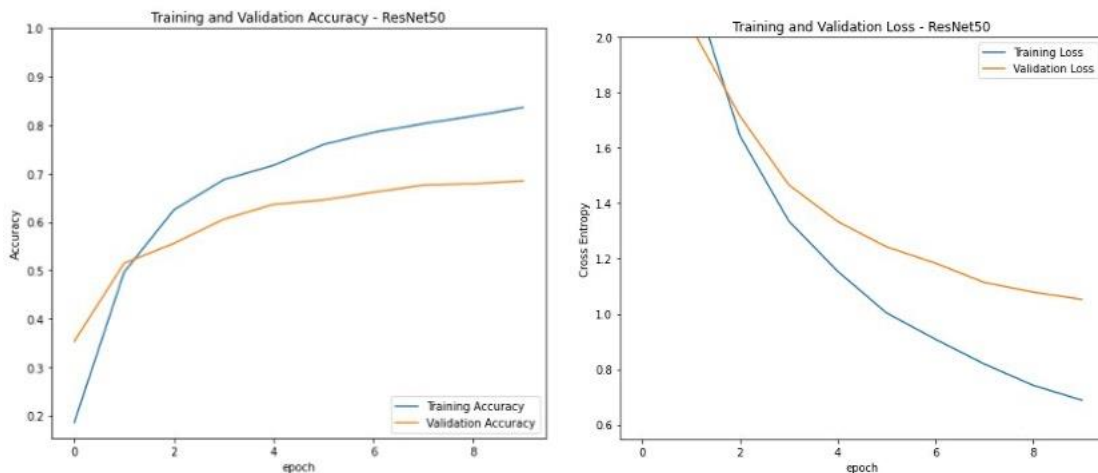 Training and Validation Accuracy - ResNet50
1.0
0.9
0.8
0.7
0.6
0.5
0.4
0.3
0.2
Accuracy
Training Accuracy
Validation Accuracy
0 2 4 6 8
epoch
Training and Validation Loss - ResNet50
2.0
1.8
1.6
1.4
1.2
1.0
0.8
0.6
Cross Entropy
Training Loss
Validation Loss
0 2 4 6 8
epoch